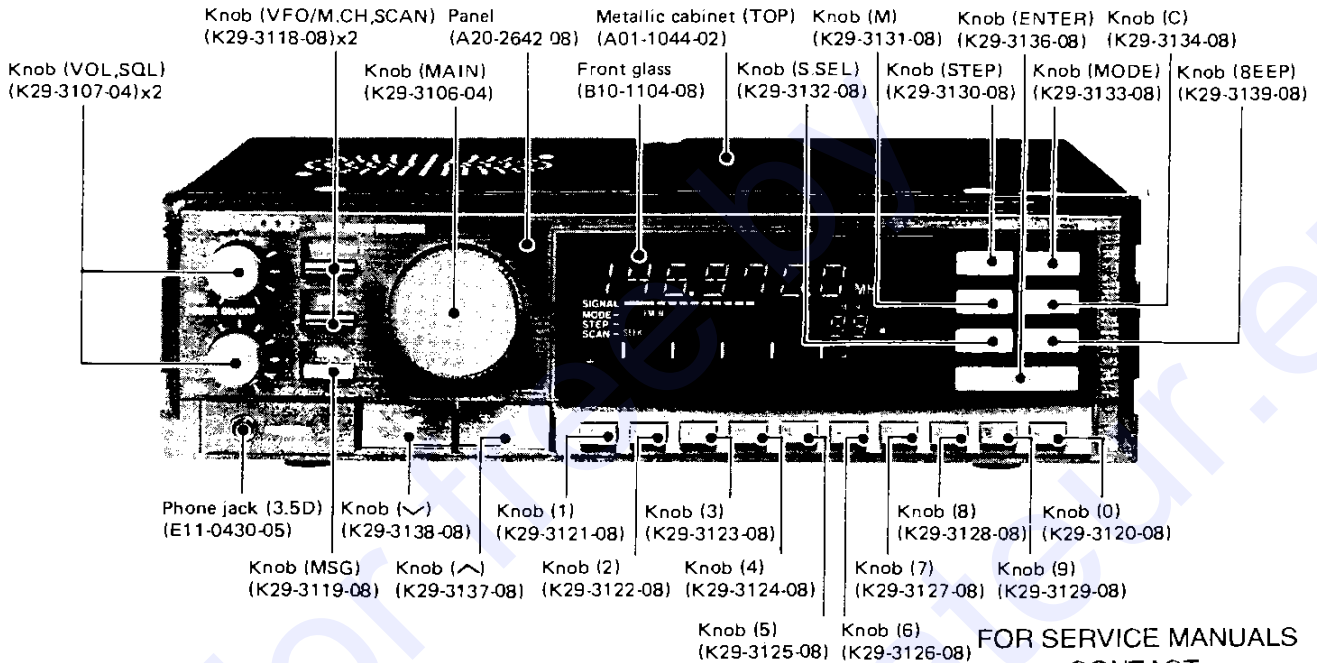 Knob (VFO/M.CH,SCAN)
(K29-3118-08)x2
Panel
(A20-2642-08)
Metallic cabinet (TOP)
(A01-1044-02)
Knob (M)
(K29-3131-08)
Knob (ENTER)
(K29-3136-08)
Knob (C)
(K29-3134-08)
Knob (VOL,SQL)
(K29-3107-04)x2
Knob (MAIN)
(K29-3106-04)
Front glass
(B10-1104-08)
Knob (S.SEL)
(K29-3132-08)
Knob (STEP)
(K29-3130-08)
Knob (MODE)
(K29-3133-08)
Knob (BEEP)
(K29-3139-08)
146.9700 MH
SIGNAL
MODE -
STEP -
SCAN - SEEK
Phone jack (3.5D)
(E11-0430-05)
Knob (﹀)
(K29-3138-08)
Knob (1)
(K29-3121-08)
Knob (3)
(K29-3123-08)
Knob (8)
(K29-3128-08)
Knob (0)
(K29-3120-08)
Knob (MSG)
(K29-3119-08)
Knob (︿)
(K29-3137-08)
Knob (2)
(K29-3122-08)
Knob (4)
(K29-3124-08)
Knob (7)
(K29-3127-08)
Knob (9)
(K29-3129-08)
Knob (5)
(K29-3125-08)
Knob (6)
(K29-3126-08)
FOR SERVICE MANUALS
CONTACT
for free by